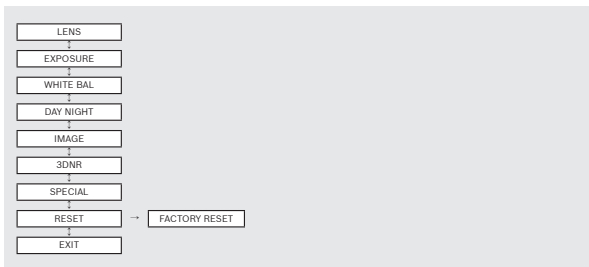 LENS
EXPOSURE
WHITE BAL
DAY NIGHT
IMAGE
3DNR
SPECIAL
RESET → FACTORY RESET
EXIT